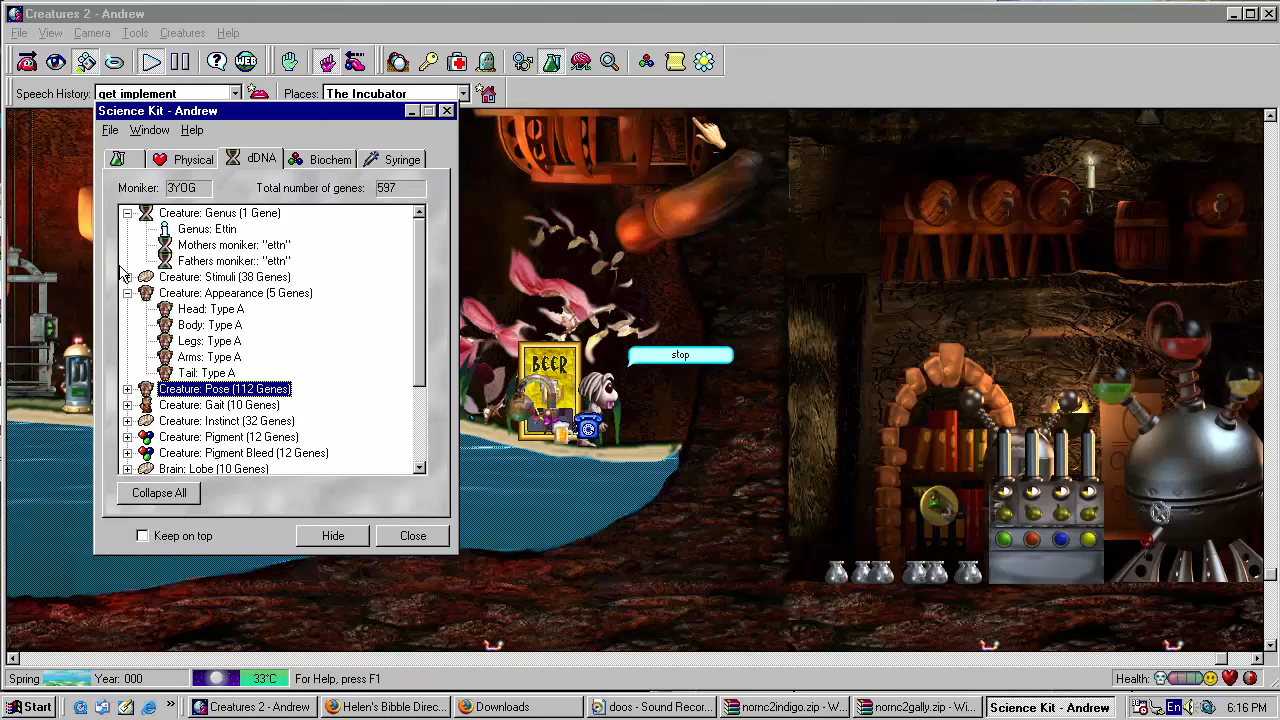 Creatures 2 - Andrew
File View Camera Tools Creatures Help
WEB
Speech History: get implement Places: The Incubator
Science Kit - Andrew
File Window Help
Physical dDNA Biochem Syringe
Moniker: 3YOG Total number of genes: 597
Creature: Genus (1 Gene)
Genus: Ettin
Mothers moniker: "ettn"
Fathers moniker:: "ettn"
Creature: Stimuli (38 Genes)
Creature: Appearance (5 Genes)
Head: Type A
Body: Type A
Legs: Type A
Arms: Type A
Tail: Type A
Creature: Pose (112 Genes)
Creature: Gait (10 Genes)
Creature: Instinct (32 Genes)
Creature: Pigment (12 Genes)
Creature: Pigment Bleed (12 Genes)
Brain: Lobe (10 Genes)
Collapse All
Keep on top Hide Close
BEER
stop
Spring Year: 000 33°C For Help, press F1 Health:
Start Creatures 2 - Andrew Helen's Bible Direc... Downloads doos - Sound Reco... nornc2indigo.zip - W... nornc2gally.zip - Wi... Science Kit - Andrew En 6:16 PM